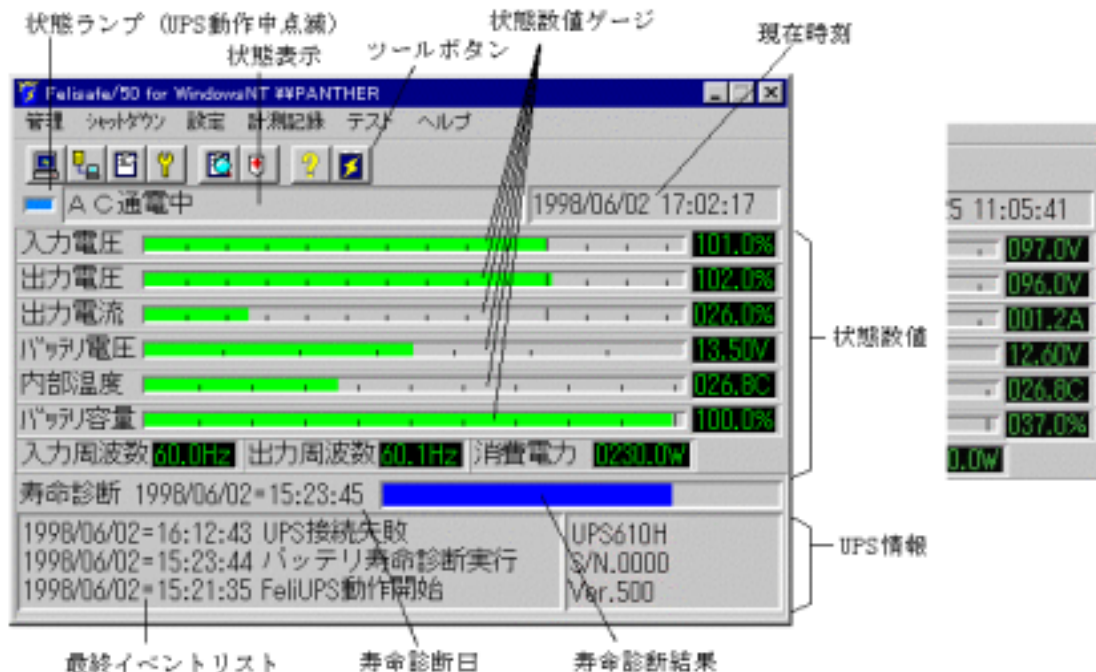 状態ランプ (UPS動作中点滅)
状態表示
ツールボタン
状態数値ゲージ
現在時刻
Felisafe/50 for WindowsNT ¥¥PANTHER
管理 ｼｬｯﾄﾀﾞｳﾝ 設定 計測記録 テスト ヘルプ
AC通電中 1998/06/02 17:02:17
入力電圧 101.0%
出力電圧 102.0%
出力電流 026.0%
ﾊﾞｯﾃﾘ電圧 13.50V
内部温度 026.8C
ﾊﾞｯﾃﾘ容量 100.0%
入力周波数 60.0Hz 出力周波数 60.1Hz 消費電力 0230.0W
寿命診断 1998/06/02=15:23:45
1998/06/02=16:12:43 UPS接続失敗
1998/06/02=15:23:44 バッテリ寿命診断実行
1998/06/02=15:21:35 FeliUPS動作開始
UPS610H
S/N.0000
Ver.500
状態数値
UPS情報
最終イベントリスト
寿命診断日
寿命診断結果
5 11:05:41
097.0V
096.0V
001.2A
12.60V
026.8C
037.0%
0.0W